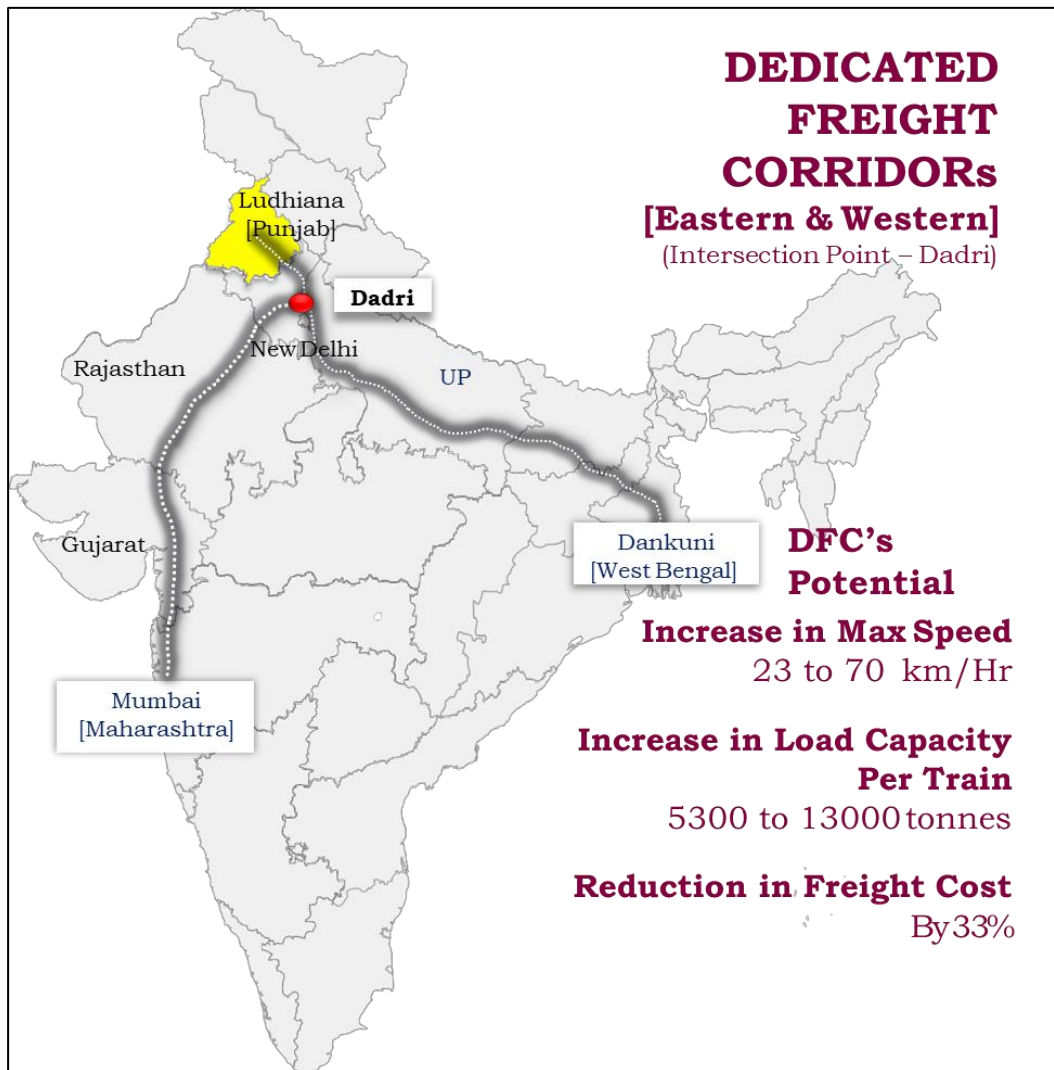 DEDICATED
FREIGHT
CORRIDORs
[Eastern & Western]
(Intersection Point – Dadri)
Ludhiana
[Punjab]
Dadri
New Delhi
Rajasthan
UP
Gujarat
Dankuni
[West Bengal]
Mumbai
[Maharashtra]
DFC's
Potential
Increase in Max Speed
23 to 70 km/Hr
Increase in Load Capacity
Per Train
5300 to 13000 tonnes
Reduction in Freight Cost
By 33%